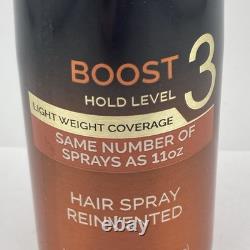 BOOST
3
HOLD LEVEL
LIGHT WEIGHT COVERAGE
SAME NUMBER OF
SPRAYS AS 11oz
HAIR SPRAY
REINVENTED